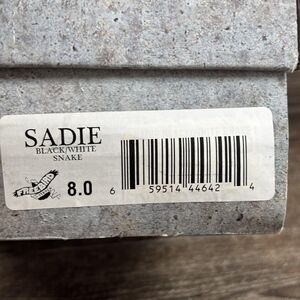 SADIE
BLACK/WHITE
SNAKE
8.0
6 59514 44642 4